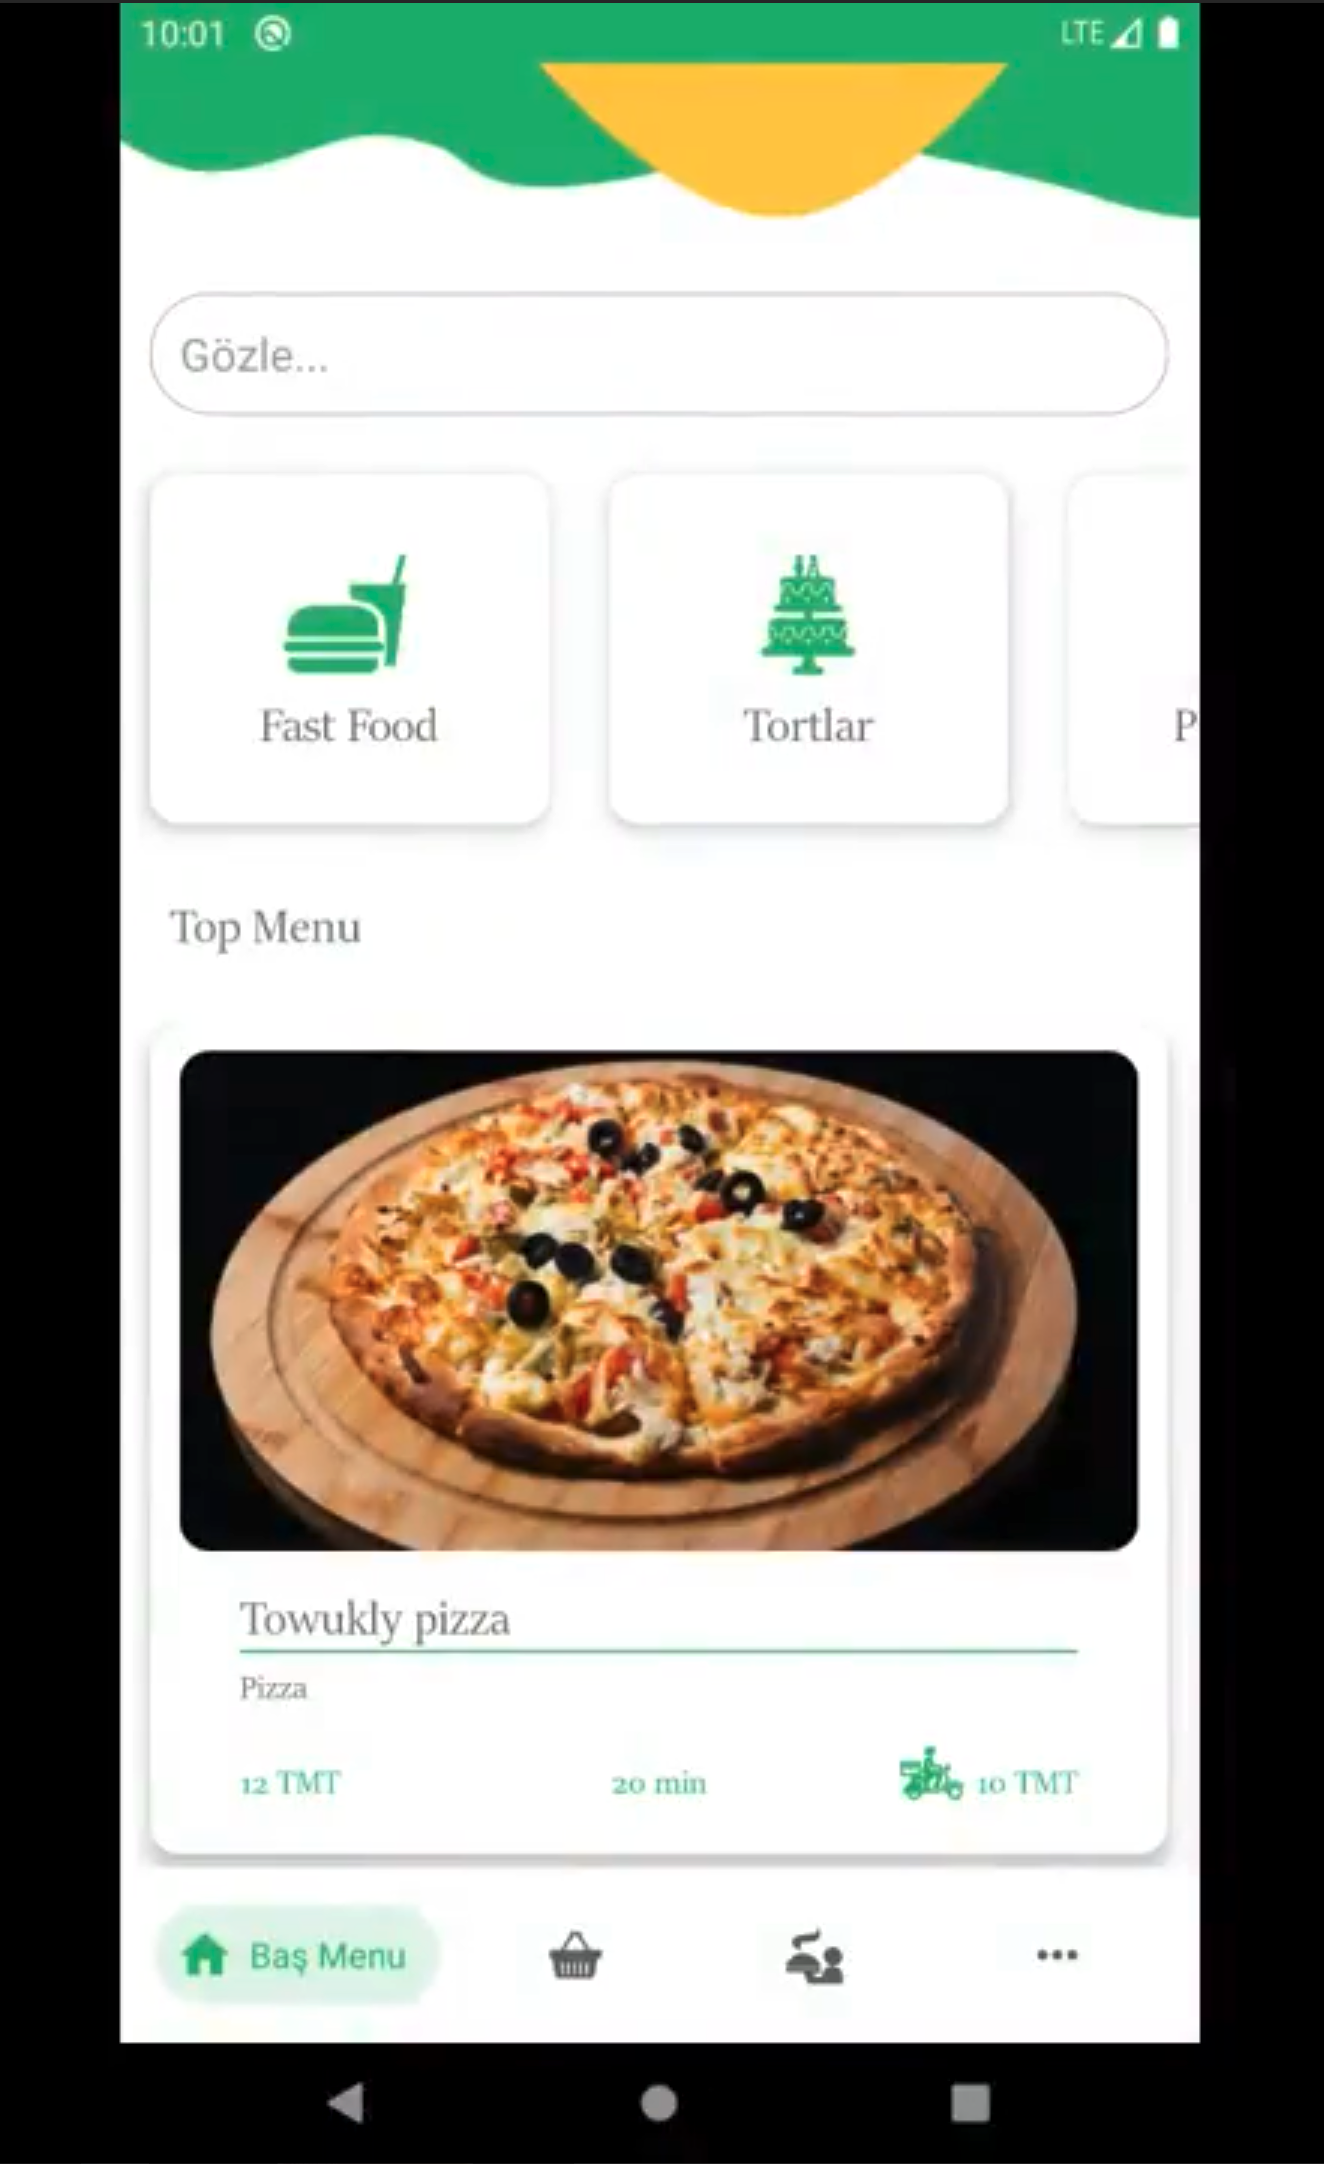 10:01 LTE
Gözle...
Fast Food
Tortlar
P
Top Menu
Towukly pizza
Pizza
12 TMT
20 min
10 TMT
Baş Menu